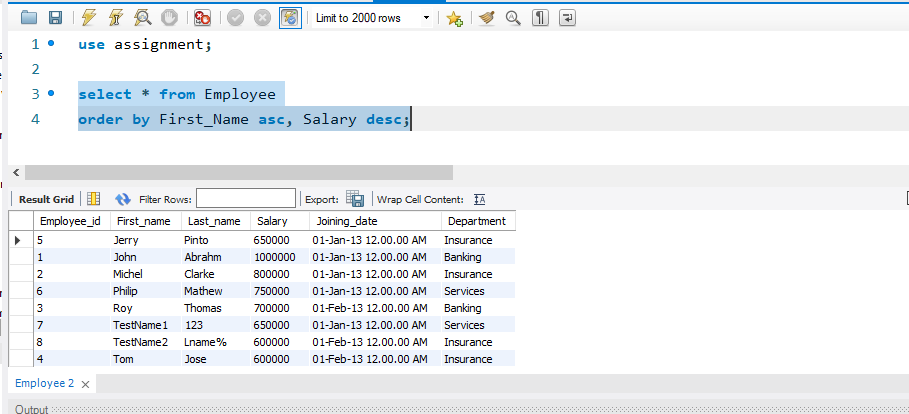 Limit to 2000 rows
1 use assignment;
2
3 select * from Employee
4 order by First_Name asc, Salary desc;
Result Grid Filter Rows: Export: Wrap Cell Content:
Employee_id First_name Last_name Salary Joining_date Department
5 Jerry Pinto 650000 01-Jan-13 12.00.00 AM Insurance
1 John Abrahm 1000000 01-Jan-13 12.00.00 AM Banking
2 Michel Clarke 800000 01-Jan-13 12.00.00 AM Insurance
6 Philip Mathew 750000 01-Jan-13 12.00.00 AM Services
3 Roy Thomas 700000 01-Feb-13 12.00.00 AM Banking
7 TestName1 123 650000 01-Jan-13 12.00.00 AM Services
8 TestName2 Lname% 600000 01-Feb-13 12.00.00 AM Insurance
4 Tom Jose 600000 01-Feb-13 12.00.00 AM Insurance
Employee 2
Output